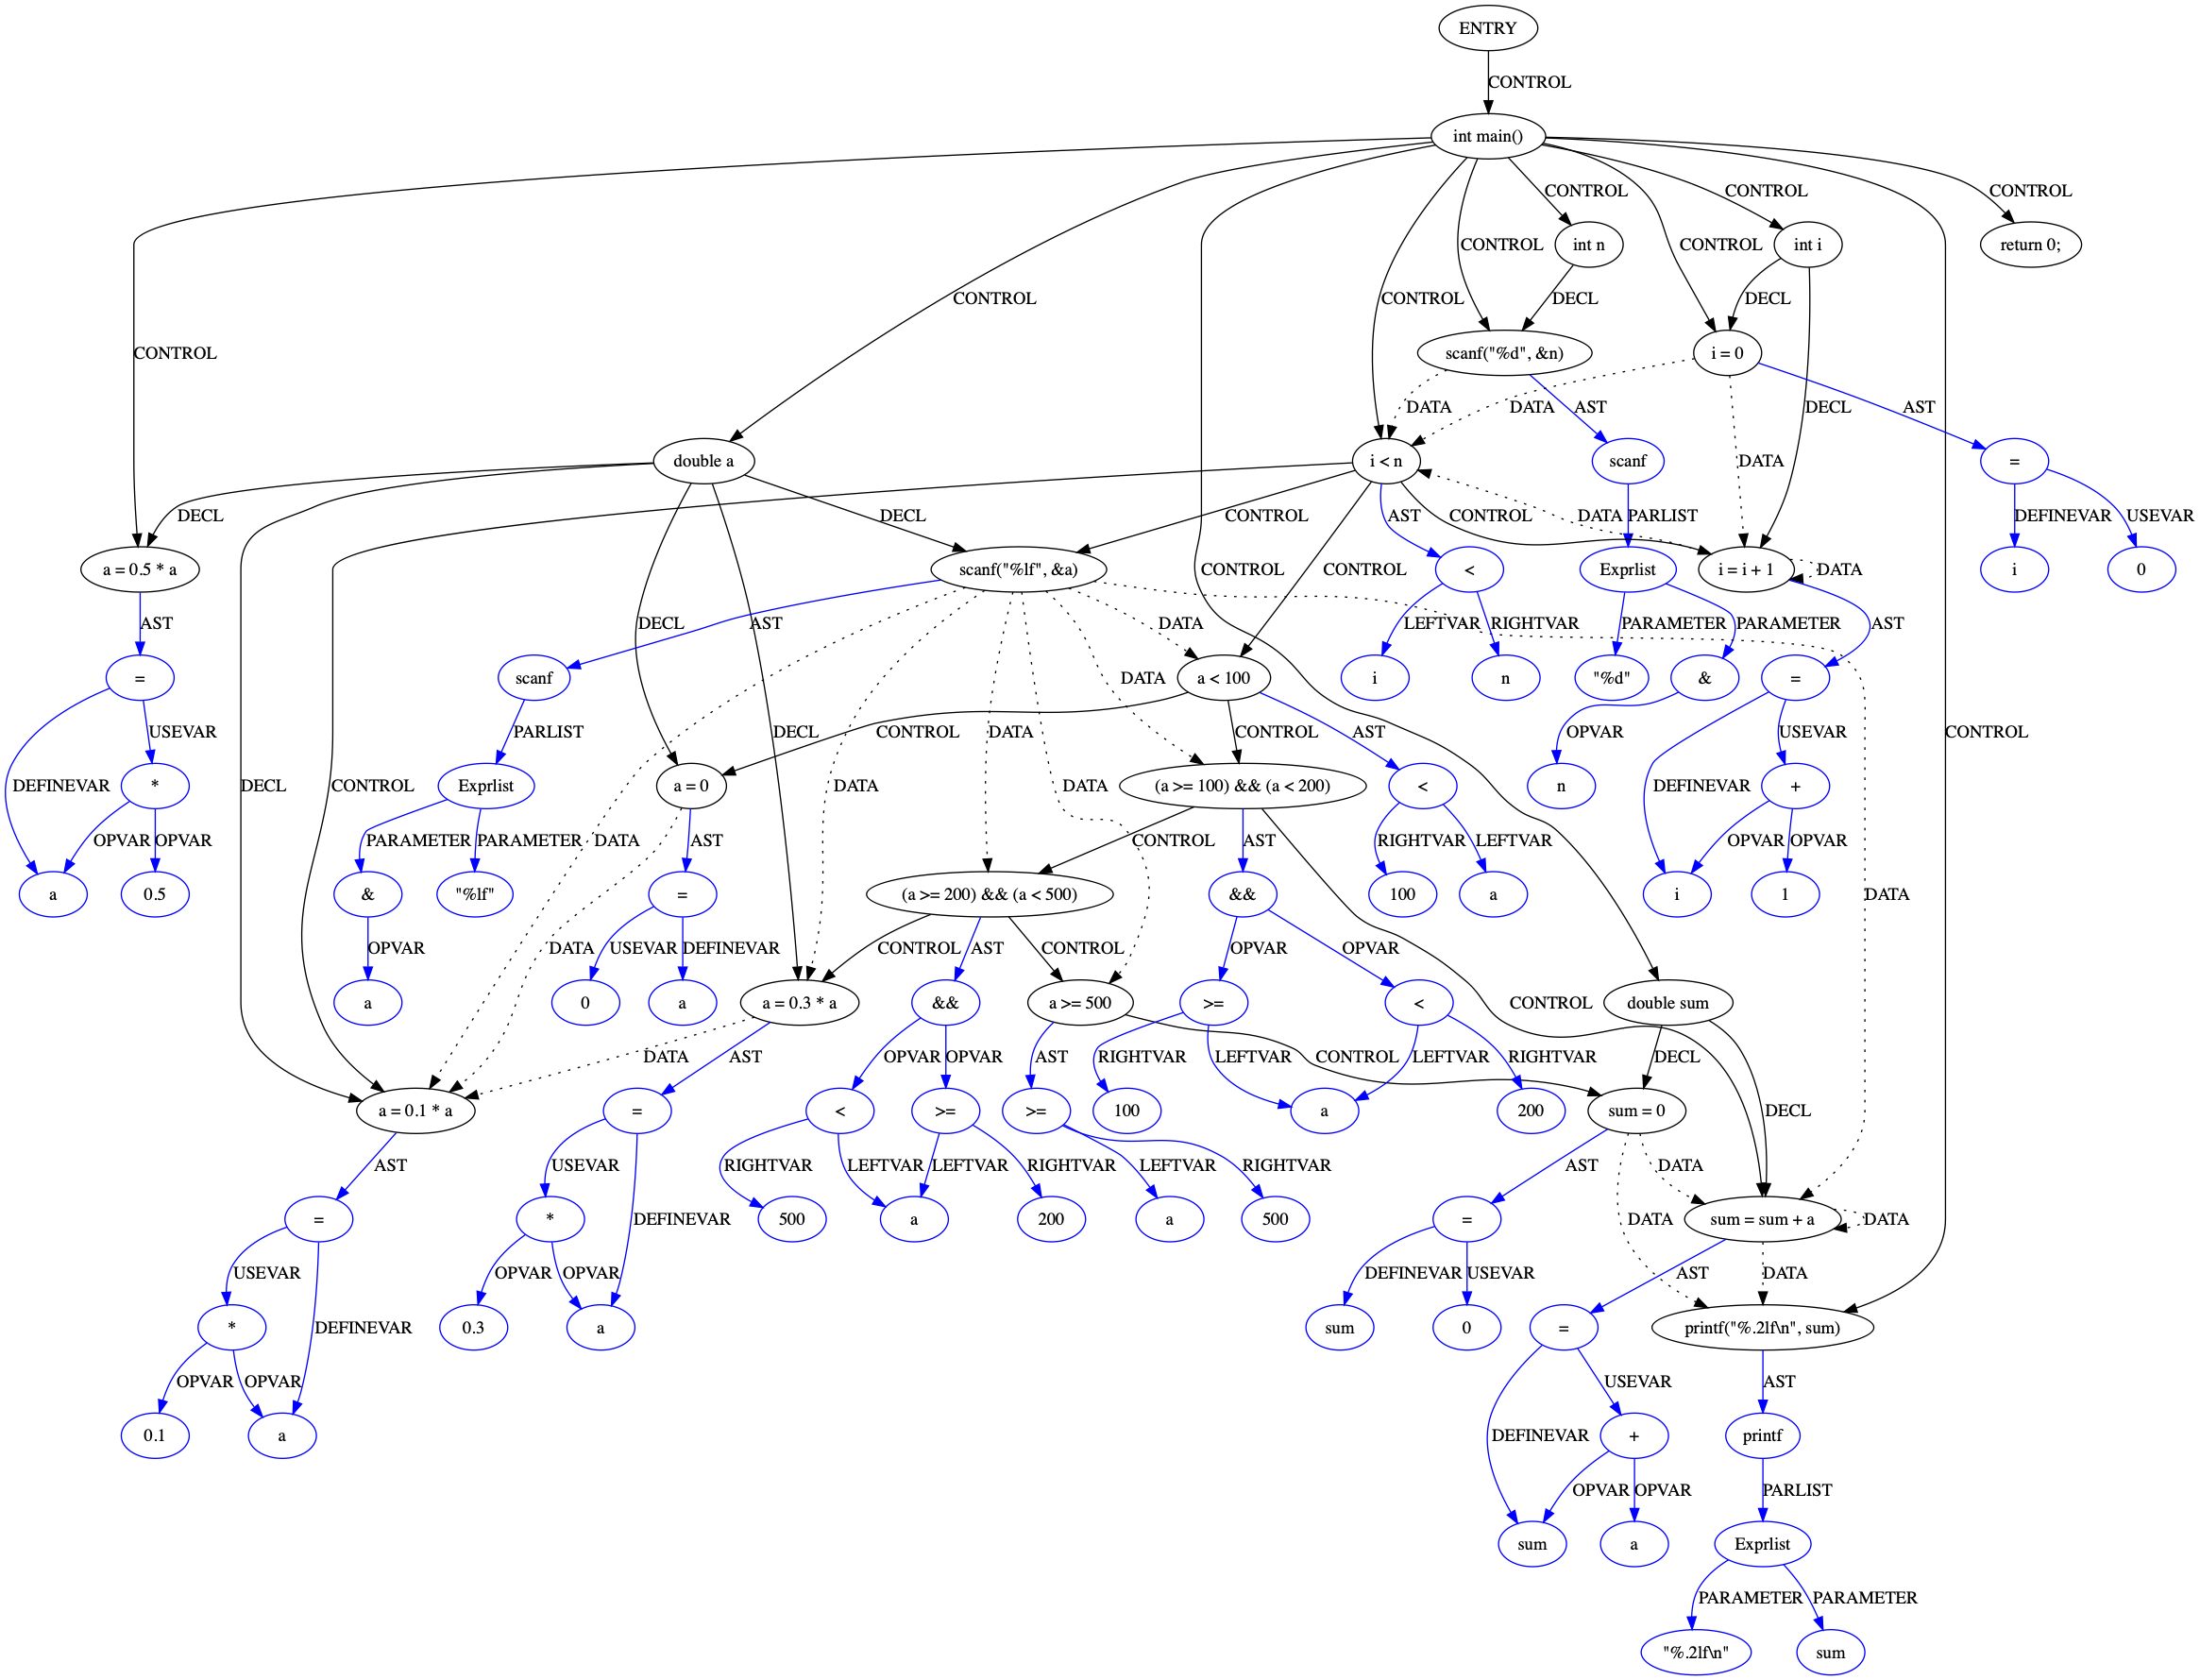 ENTRY
CONTROL
int main()
CONTROL
CONTROL
CONTROL
int n
int i
return 0;
CONTROL
CONTROL
CONTROL
CONTROL
DECL
DECL
CONTROL
scanf("%d", &n)
i = 0
DATA
DATA
AST
DECL
AST
double a
i < n
scanf
DATA
=
DECL
DECL
CONTROL
AST
CONTROL
DATA
PARLIST
DEFINEVAR
USEVAR
a = 0.5 * a
scanf("%lf", &a)
CONTROL
CONTROL
<
Exprlist
i = i + 1
DATA
i
0
AST
DECL
AST
DATA
LEFTVAR
RIGHTVAR
PARAMETER
PARAMETER
AST
=
scanf
DATA
a < 100
i
n
"%d"
&
=
USEVAR
PARLIST
DECL
DATA
CONTROL
CONTROL
AST
OPVAR
USEVAR
CONTROL
DEFINEVAR
*
DECL
CONTROL
Exprlist
a = 0
DATA
DATA
(a >= 100) && (a < 200)
<
n
DEFINEVAR
+
OPVAR
OPVAR
PARAMETER
PARAMETER
DATA
AST
CONTROL
AST
RIGHTVAR
LEFTVAR
OPVAR
OPVAR
a
0.5
&
"%lf"
=
(a >= 200) && (a < 500)
&&
100
a
i
1
DATA
OPVAR
DATA
USEVAR
DEFINEVAR
CONTROL
AST
CONTROL
OPVAR
OPVAR
a
0
a
a = 0.3 * a
&&
a >= 500
>=
<
CONTROL
double sum
DATA
AST
OPVAR
OPVAR
AST
RIGHTVAR
LEFTVAR
CONTROL
LEFTVAR
RIGHTVAR
DECL
a = 0.1 * a
=
<
>=
>=
100
a
200
sum = 0
DECL
AST
USEVAR
RIGHTVAR
LEFTVAR
LEFTVAR
RIGHTVAR
LEFTVAR
RIGHTVAR
AST
DATA
=
*
DEFINEVAR
500
a
200
a
500
=
DATA
sum = sum + a
DATA
USEVAR
OPVAR
OPVAR
DEFINEVAR
USEVAR
AST
DATA
*
DEFINEVAR
0.3
a
sum
0
=
printf("%.2lf\n", sum)
OPVAR
OPVAR
USEVAR
AST
0.1
a
DEFINEVAR
+
printf
OPVAR
OPVAR
PARLIST
sum
a
Exprlist
PARAMETER
PARAMETER
"%.2lf\n"
sum